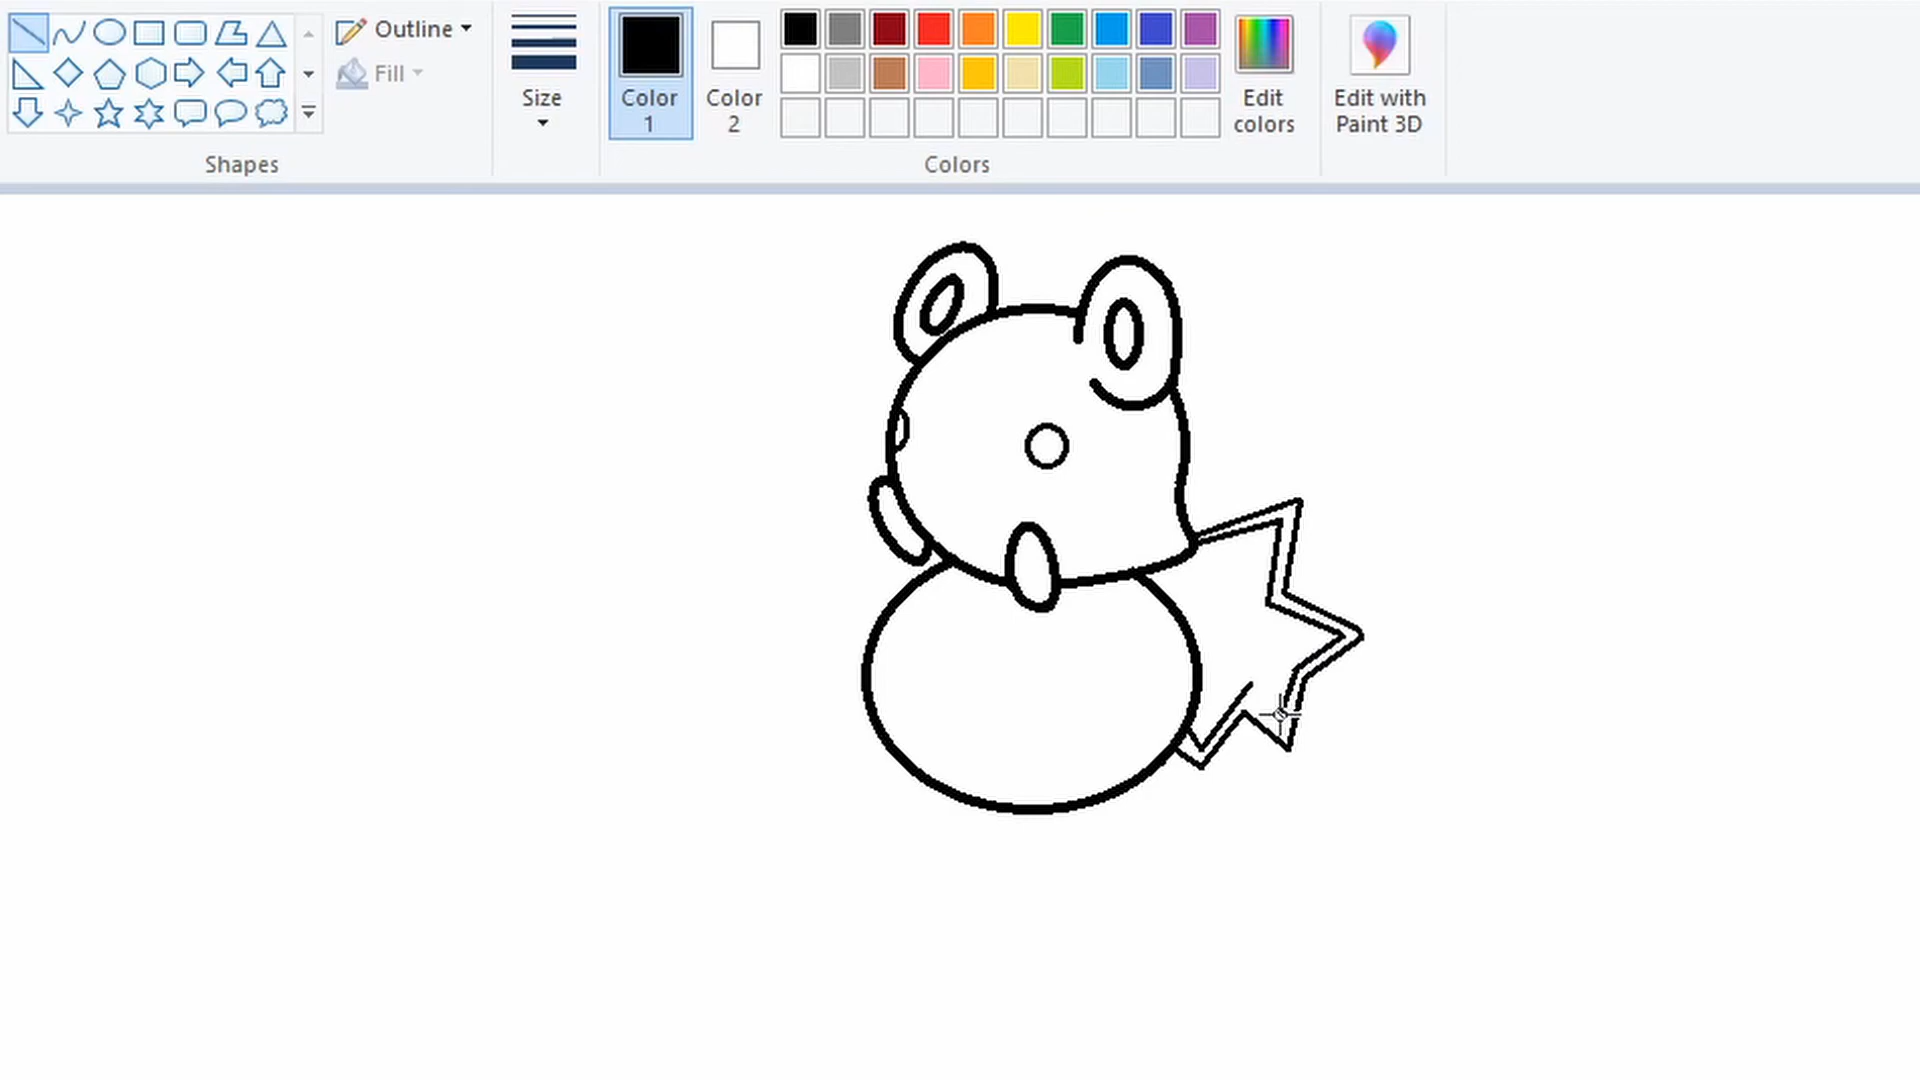 Outline
Fill
Size
Color
1
Color
2
Edit
colors
Edit with
Paint 3D
Shapes
Colors